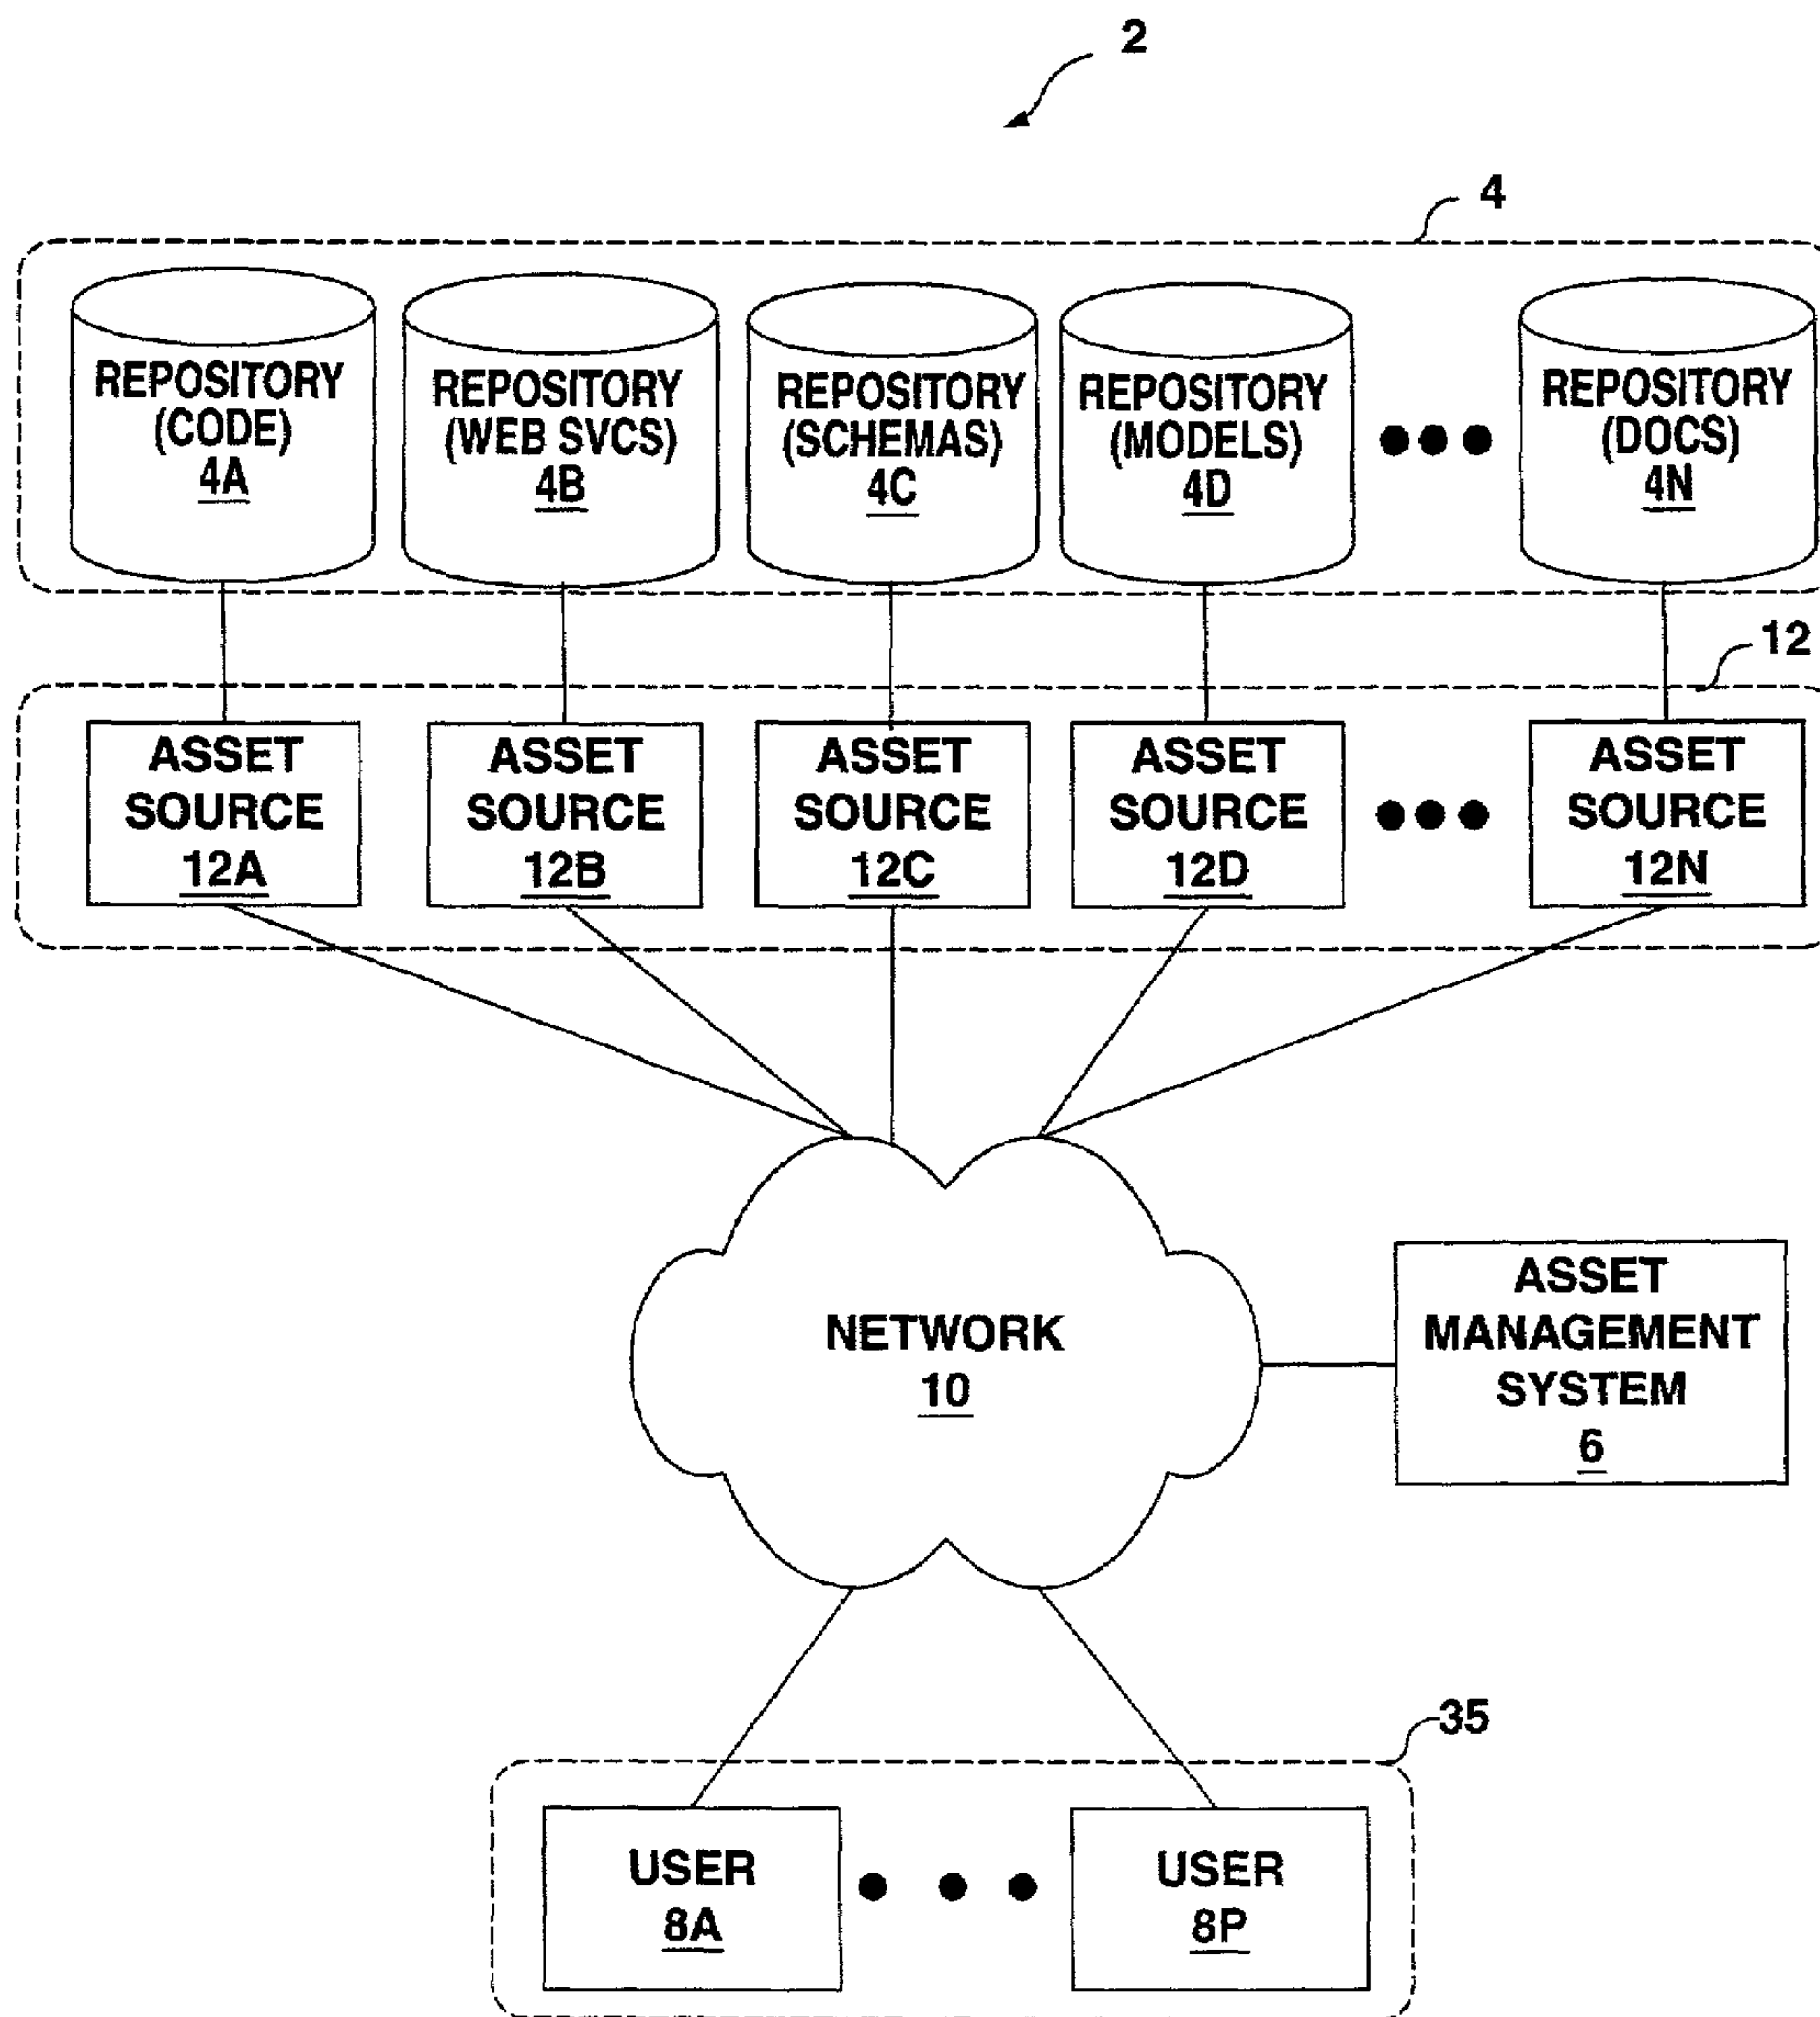 2
4
REPOSITORY
(CODE)
4A
REPOSITORY
(WEB SVCS)
4B
REPOSITORY
(SCHEMAS)
4C
REPOSITORY
(MODELS)
4D
REPOSITORY
(DOCS)
4N
12
ASSET
SOURCE
12A
ASSET
SOURCE
12B
ASSET
SOURCE
12C
ASSET
SOURCE
12D
ASSET
SOURCE
12N
NETWORK
10
ASSET
MANAGEMENT
SYSTEM
6
35
USER
8A
USER
8P